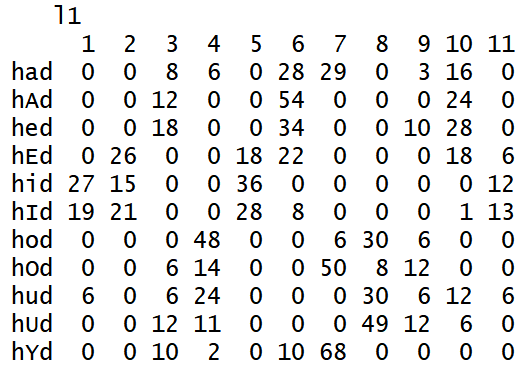 l1
1 2 3 4 5 6 7 8 9 10 11
had 0 0 8 6 0 28 29 0 3 16 0
hAd 0 0 12 0 0 54 0 0 0 24 0
hed 0 0 18 0 0 34 0 0 10 28 0
hEd 0 26 0 0 18 22 0 0 0 18 6
hid 27 15 0 0 36 0 0 0 0 0 12
hId 19 21 0 0 28 8 0 0 0 1 13
hod 0 0 0 48 0 0 6 30 6 0 0
hOd 0 0 6 14 0 0 50 8 12 0 0
hud 6 0 6 24 0 0 0 30 6 12 6
hUd 0 0 12 11 0 0 0 49 12 6 0
hYd 0 0 10 2 0 10 68 0 0 0 0